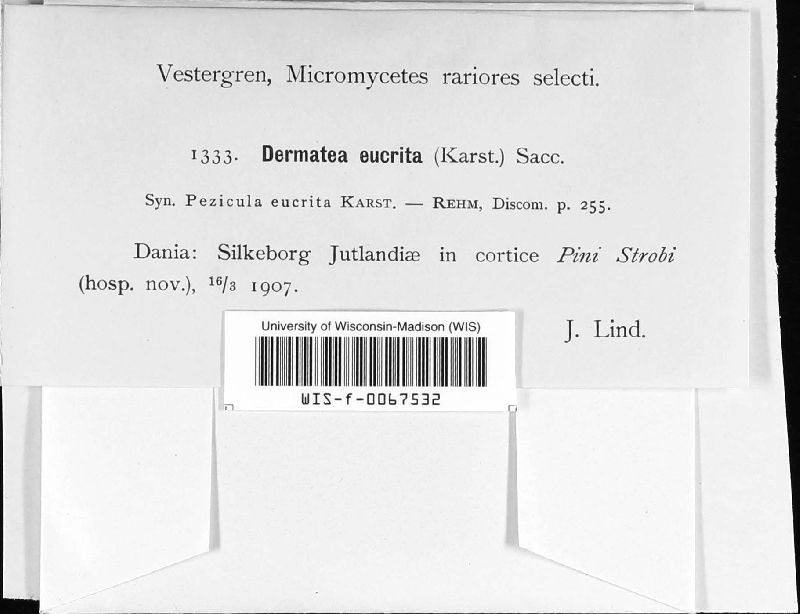 Vestergren, Micromycetes rariores selecti.
1333. Dermatea eucrita (Karst.) Sacc.
Syn. Pezicula eucrita KARST. — REHM, Discom. p. 255.
Dania: Silkeborg Jutlandiæ in cortice Pini Strobi
(hosp. nov.), 16/3 1907.
J. Lind.
University of Wisconsin-Madison (WIS)
WIS-f-0067532